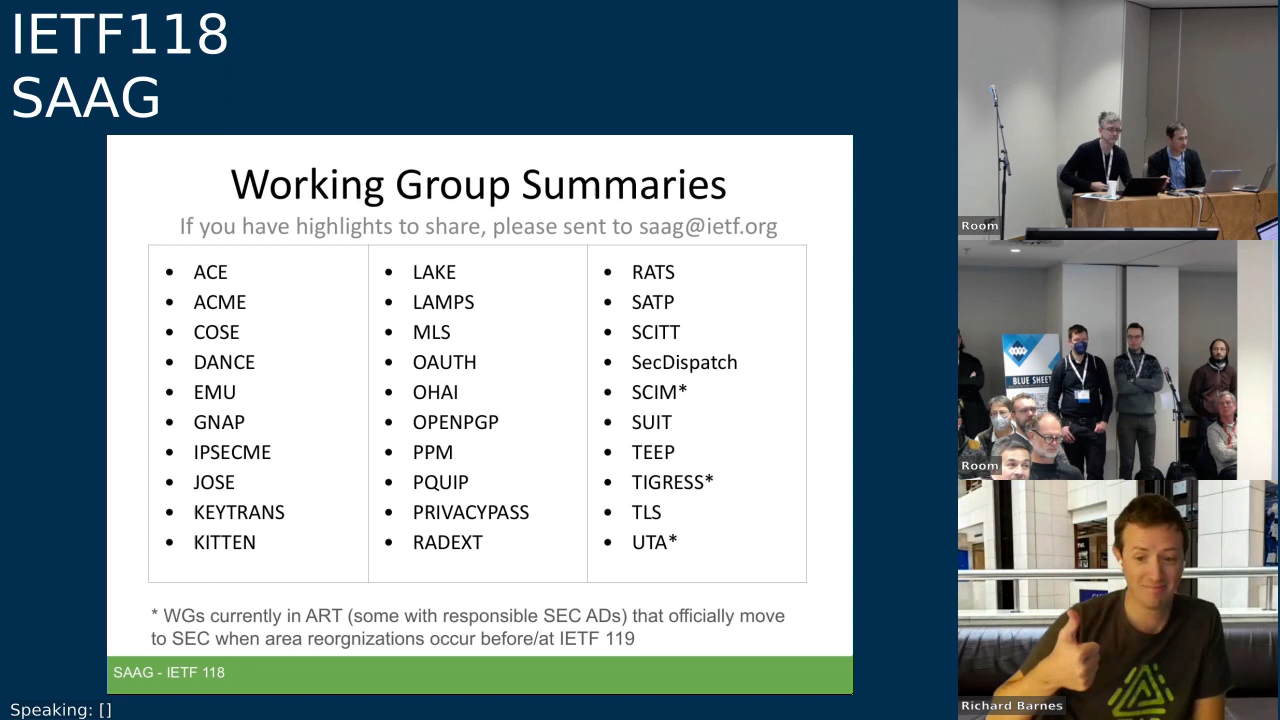 IETF118
SAAG
Working Group Summaries
If you have highlights to share, please sent to saag@ietf.org
• ACE
• ACME
• COSE
• DANCE
• EMU
• GNAP
• IPSECME
• JOSE
• KEYTRANS
• KITTEN
• LAKE
• LAMPS
• MLS
• OAUTH
• OHAI
• OPENPGP
• PPM
• PQUIP
• PRIVACYPASS
• RADEXT
• RATS
• SATP
• SCITT
• SecDispatch
• SCIM*
• SUIT
• TEEP
• TIGRESS*
• TLS
• UTA*
* WGs currently in ART (some with responsible SEC ADs) that officially move
to SEC when area reorgnizations occur before/at IETF 119
SAAG - IETF 118
Speaking: []
Room
BLUE SHEET
Room
Richard Barnes